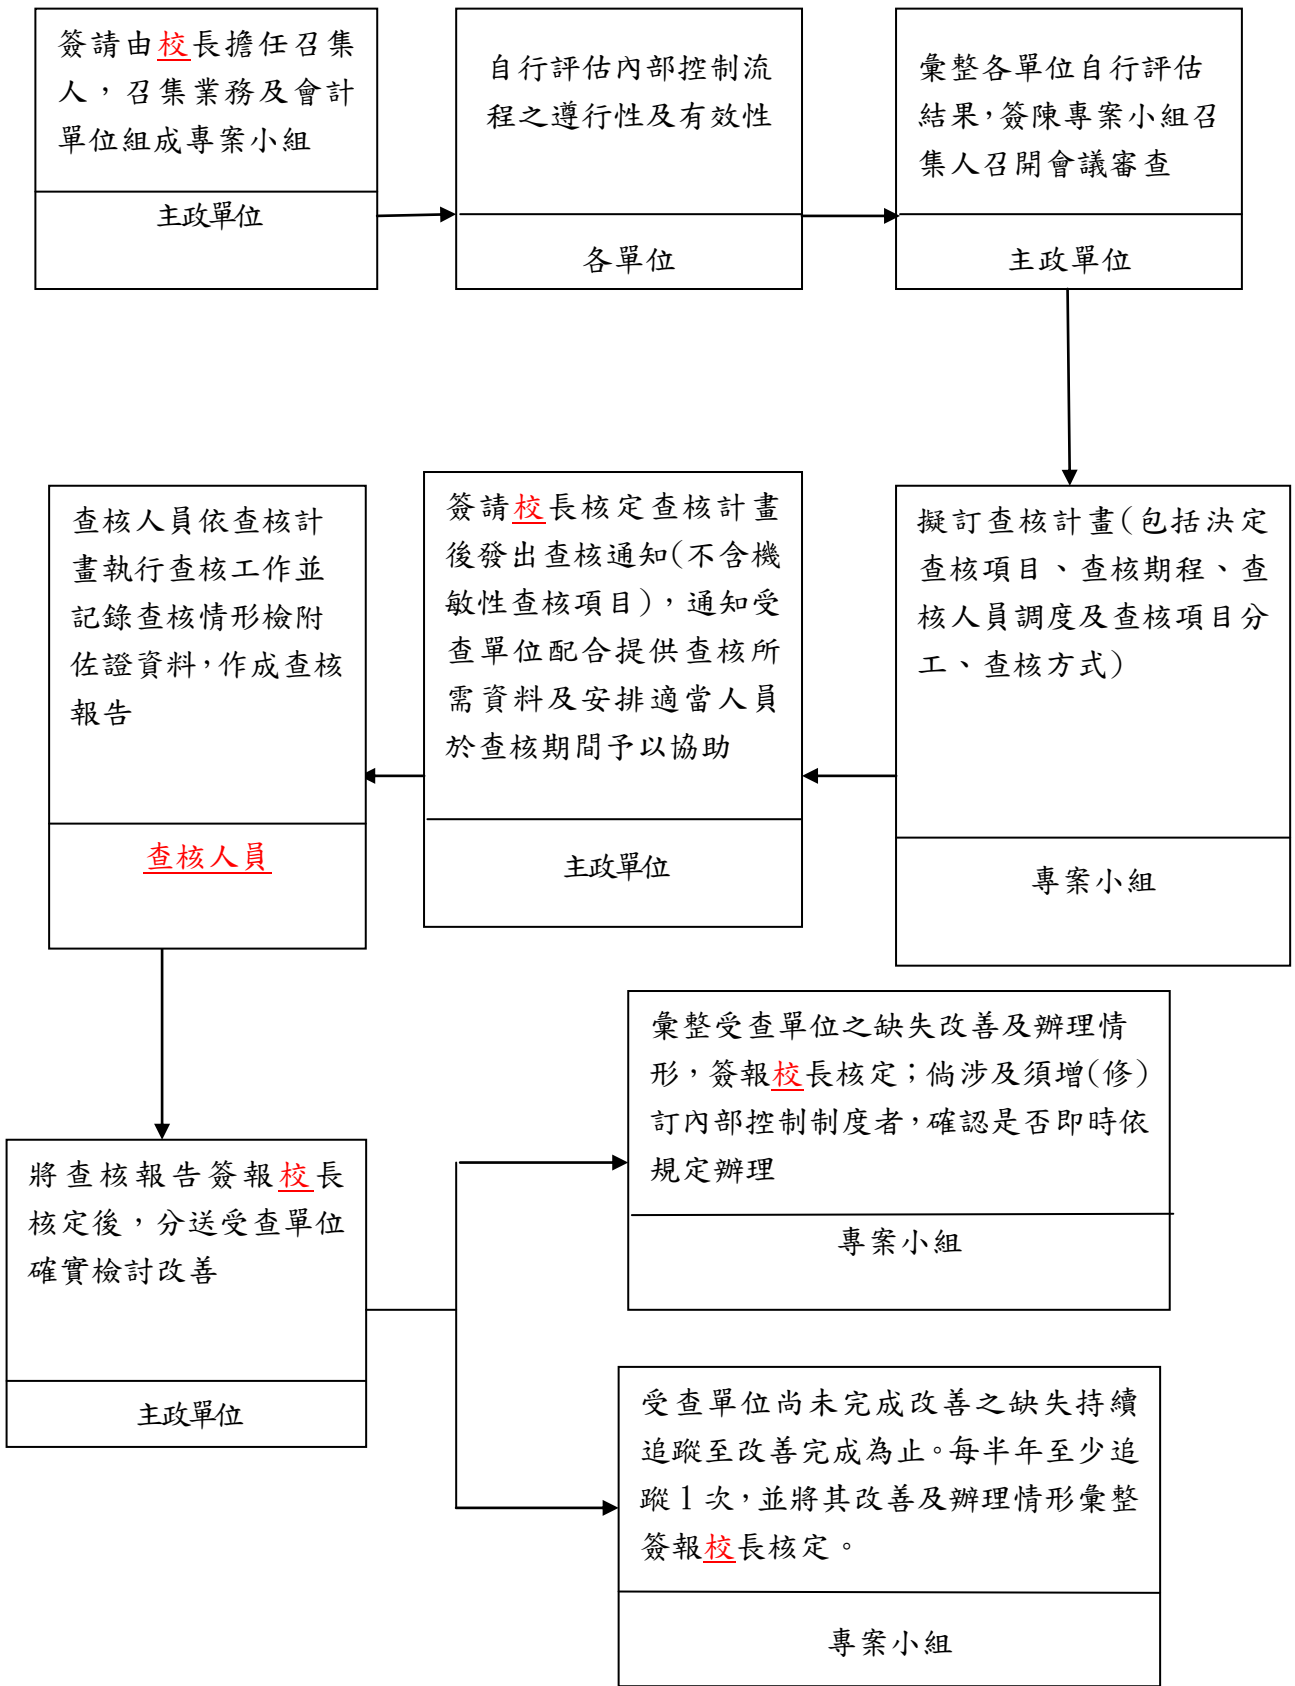 簽請由校長擔任召集
人，召集業務及會計
單位組成專案小組
主政單位
自行評估內部控制流
程之遵行性及有效性
各單位
彙整各單位自行評估
結果，簽陳專案小組召
集人召開會議審查
主政單位
擬訂查核計畫(包括決定
查核項目、查核期程、查
核人員調度及查核項目分
工、查核方式)
專案小組
簽請校長核定查核計畫
後發出查核通知(不含機
敏性查核項目)，通知受
查單位配合提供查核所
需資料及安排適當人員
於查核期間予以協助
主政單位
查核人員依查核計
畫執行查核工作並
記錄查核情形檢附
佐證資料，作成查核
報告
查核人員
將查核報告簽報校長
核定後，分送受查單位
確實檢討改善
主政單位
彙整受查單位之缺失改善及辦理情
形，簽報校長核定；倘涉及須增(修)
訂內部控制制度者，確認是否即時依
規定辦理
專案小組
受查單位尚未完成改善之缺失持續
追蹤至改善完成為止。每半年至少追
蹤1次，並將其改善及辦理情形彙整
簽報校長核定。
專案小組